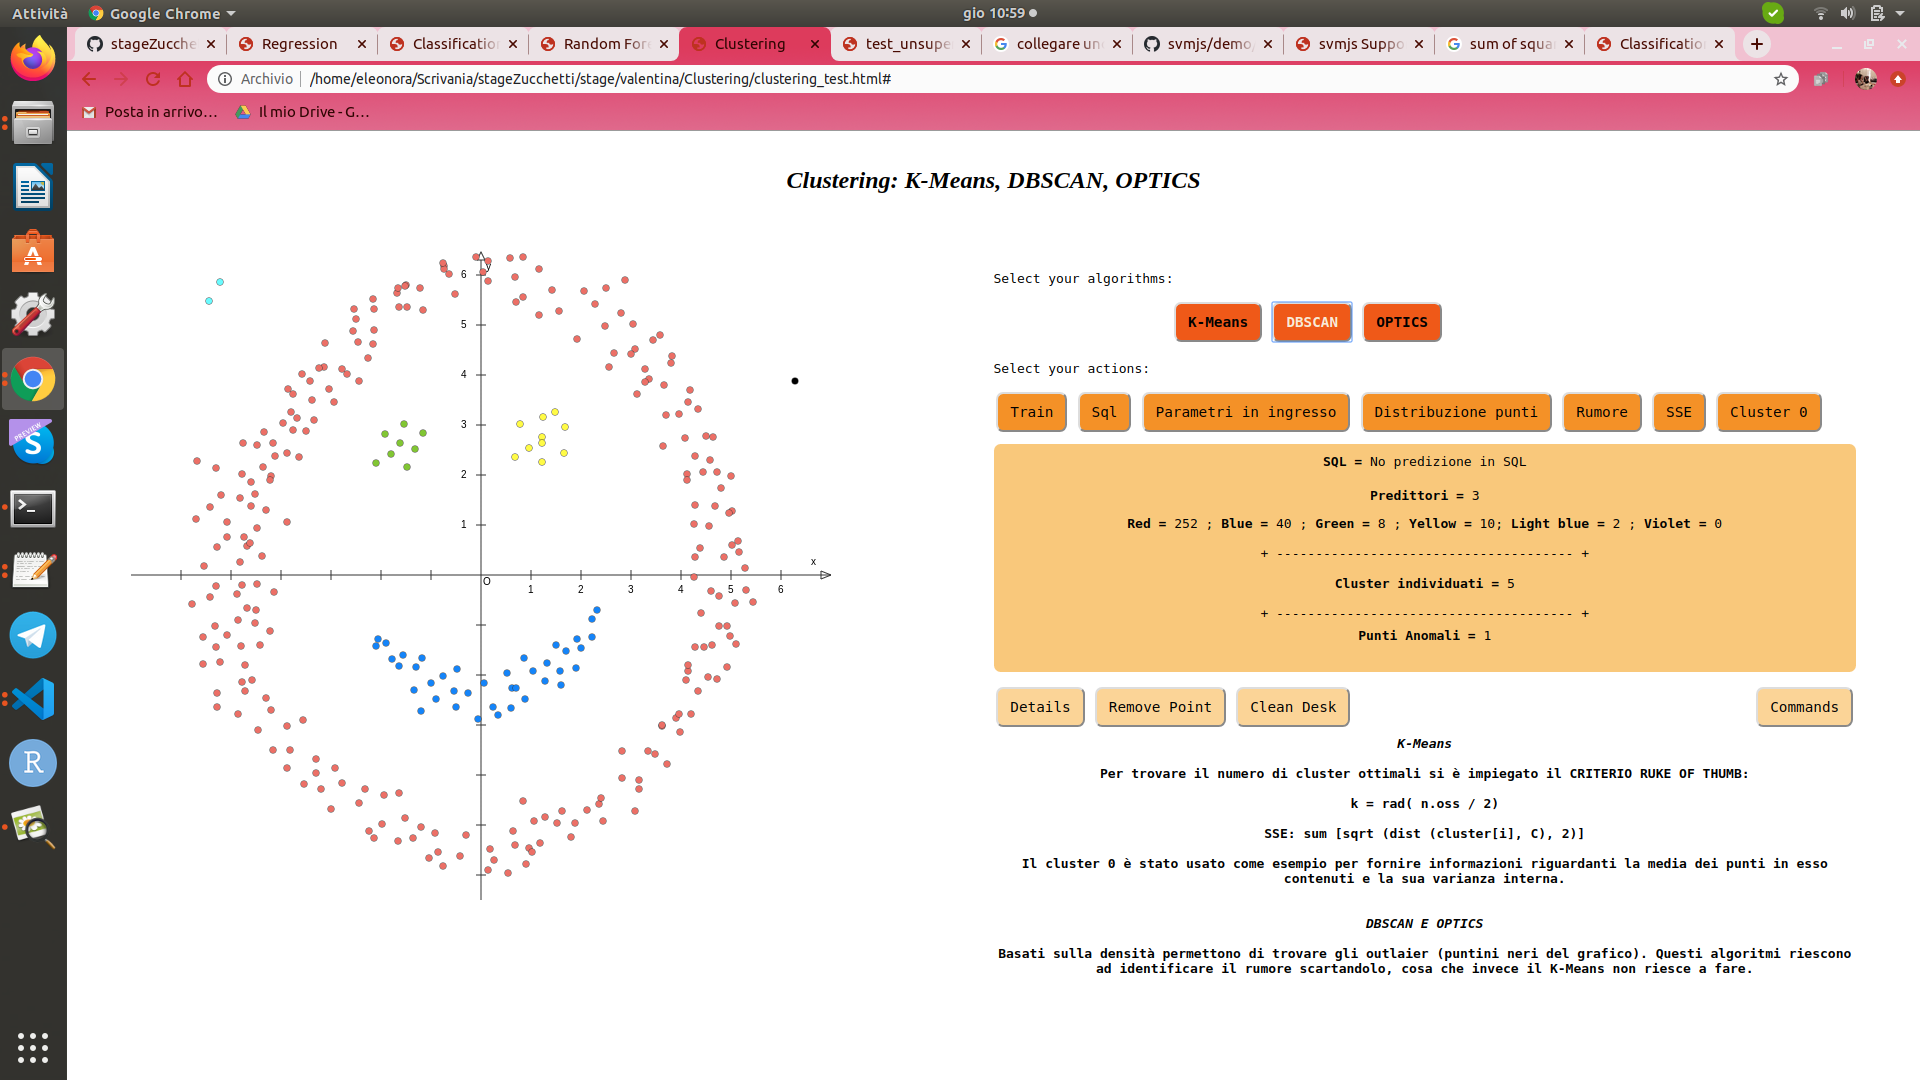 Attività
Google Chrome
gio 10:59
stageZucche
Regression
Classificatio
Random For
Clustering
test_unsupe
collegare un
svmjs/demo
svmjs Suppo
sum of squa
Classificatio
Archivio
/home/eleonora/Scrivania/stageZucchetti/stage/valentina/Clustering/clustering_test.html#
Posta in arrivo…
Il mio Drive - G…
Clustering: K-Means, DBSCAN, OPTICS
Select your algorithms:
K-Means
DBSCAN
OPTICS
Select your actions:
Train
Sql
Parametri in ingresso
Distribuzione punti
Rumore
SSE
Cluster 0
SQL = No predizione in SQL
Predittori = 3
Red = 252 ; Blue = 40 ; Green = 8 ; Yellow = 10; Light blue = 2 ; Violet = 0
+ -------------------------------------- +
Cluster individuati = 5
+ -------------------------------------- +
Punti Anomali = 1
Details
Remove Point
Clean Desk
Commands
K-Means
Per trovare il numero di cluster ottimali si è impiegato il CRITERIO RUKE OF THUMB:
k = rad( n.oss / 2)
SSE: sum [sqrt (dist (cluster[i], C), 2)]
Il cluster 0 è stato usato come esempio per fornire informazioni riguardanti la media dei punti in esso
contenuti e la sua varianza interna.
DBSCAN E OPTICS
Basati sulla densità permettono di trovare gli outlaier (puntini neri del grafico). Questi algoritmi riescono
ad identificare il rumore scartandolo, cosa che invece il K-Means non riesce a fare.
y
6
5
4
3
2
1
x
O
1
2
3
4
5
6
PREVIEW
S
R